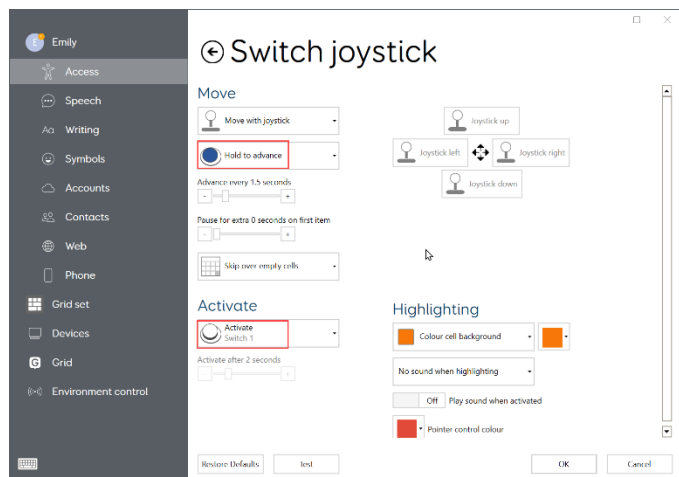 E
Emily
Access
Speech
Aa
Writing
Symbols
Accounts
Contacts
Web
Phone
Grid set
Devices
G
Grid
Environment control
Switch joystick
Move
Move with joystick
Hold to advance
Advance every 1.5 seconds
- +
Pause for extra 0 seconds on first item
- +
Skip over empty cells
Joystick up
Joystick left
Joystick right
Joystick down
Activate
Activate
Switch 1
Activate after 2 seconds
- +
Highlighting
Colour cell background
No sound when highlighting
Off
Play sound when activated
Pointer control colour
Restore Defaults
Test
OK
Cancel